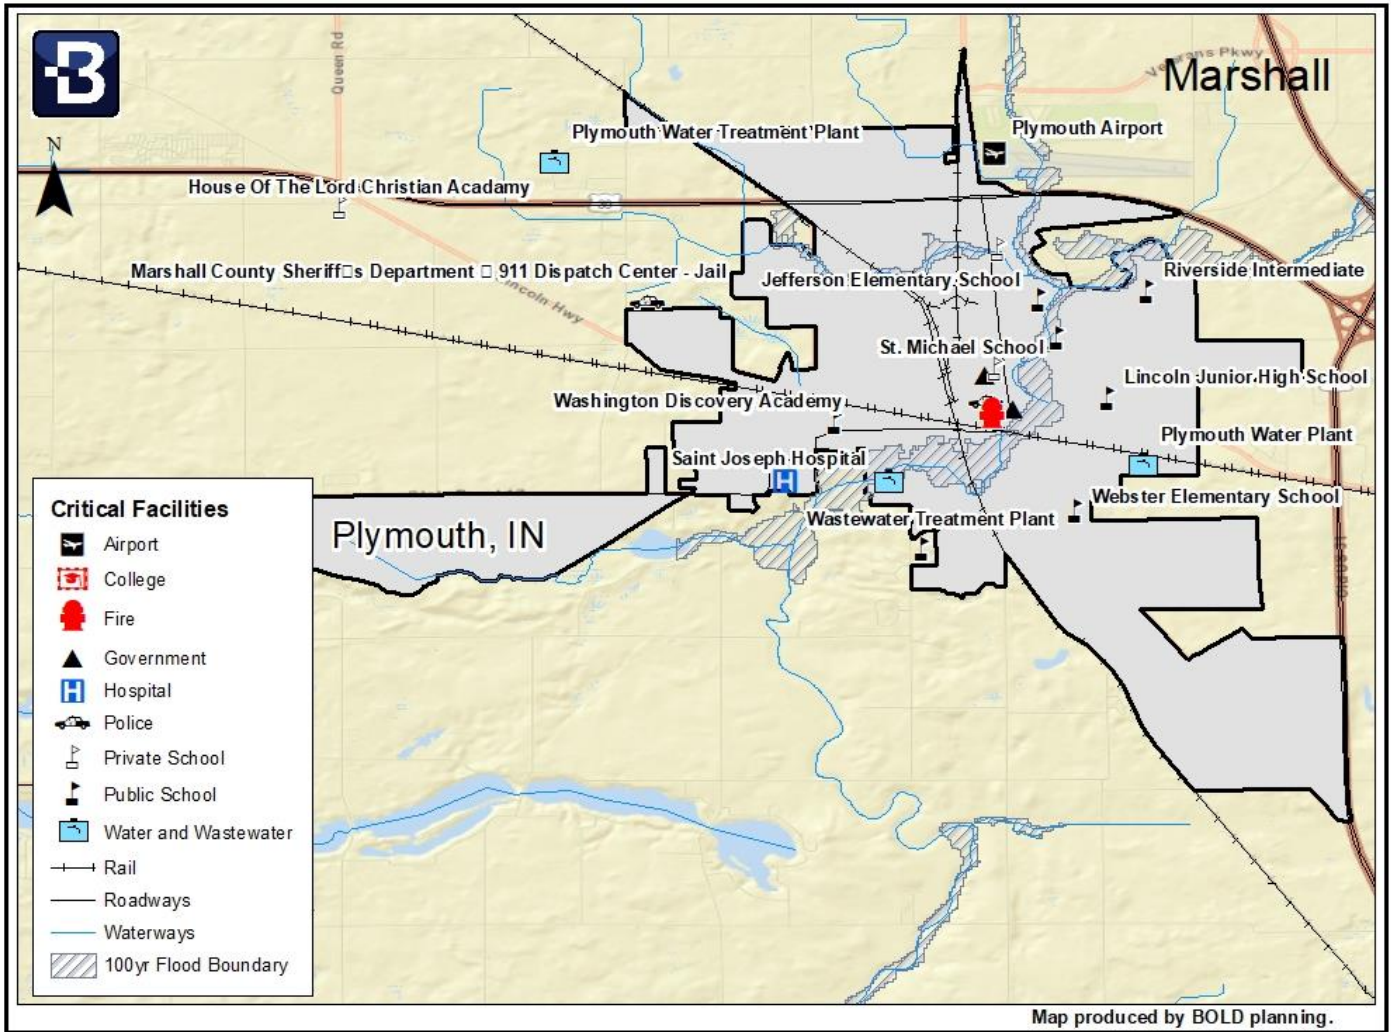 B
Queen Rd
Veterans Pkwy
Marshall
N
Plymouth Water Treatment Plant
Plymouth Airport
House Of The Lord Christian Acadamy
30
Marshall County Sheriff□s Department □ 911 Dispatch Center - Jail
Lincoln Hwy
Jefferson Elementary School
Riverside Intermediate
St. Michael School
Lincoln Junior High School
Washington Discovery Academy
Plymouth Water Plant
Saint Joseph Hospital
H
Webster Elementary School
Wastewater Treatment Plant
Plymouth, IN
Critical Facilities
Airport
College
Fire
Government
H Hospital
Police
Private School
Public School
Water and Wastewater
Rail
Roadways
Waterways
100yr Flood Boundary
Map produced by BOLD planning.